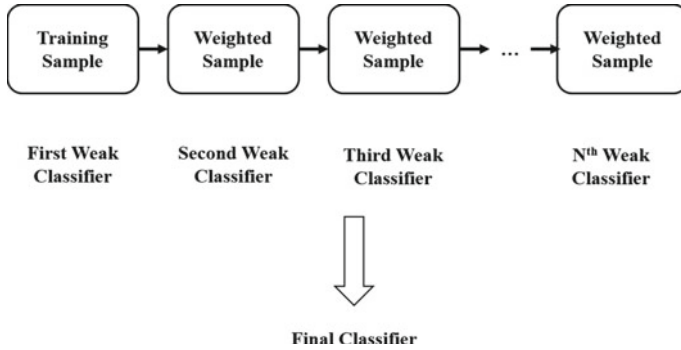 Training
Sample
Weighted
Sample
Weighted
Sample
...
Weighted
Sample
First Weak
Classifier
Second Weak
Classifier
Third Weak
Classifier
Nth Weak
Classifier
Final Classifier